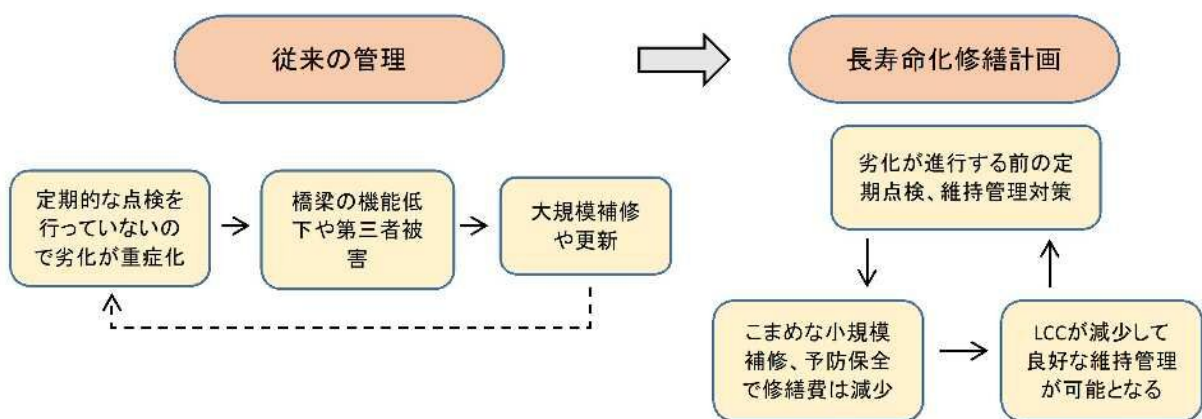 従来の管理
長寿命化修繕計画
定期的な点検を
行っていないの
で劣化が重症化
橋梁の機能低
下や第三者被
害
大規模補修
や更新
劣化が進行する前の定
期点検、維持管理対策
こまめな小規模
補修、予防保全
で修繕費は減少
LCCが減少して
良好な維持管理
が可能となる